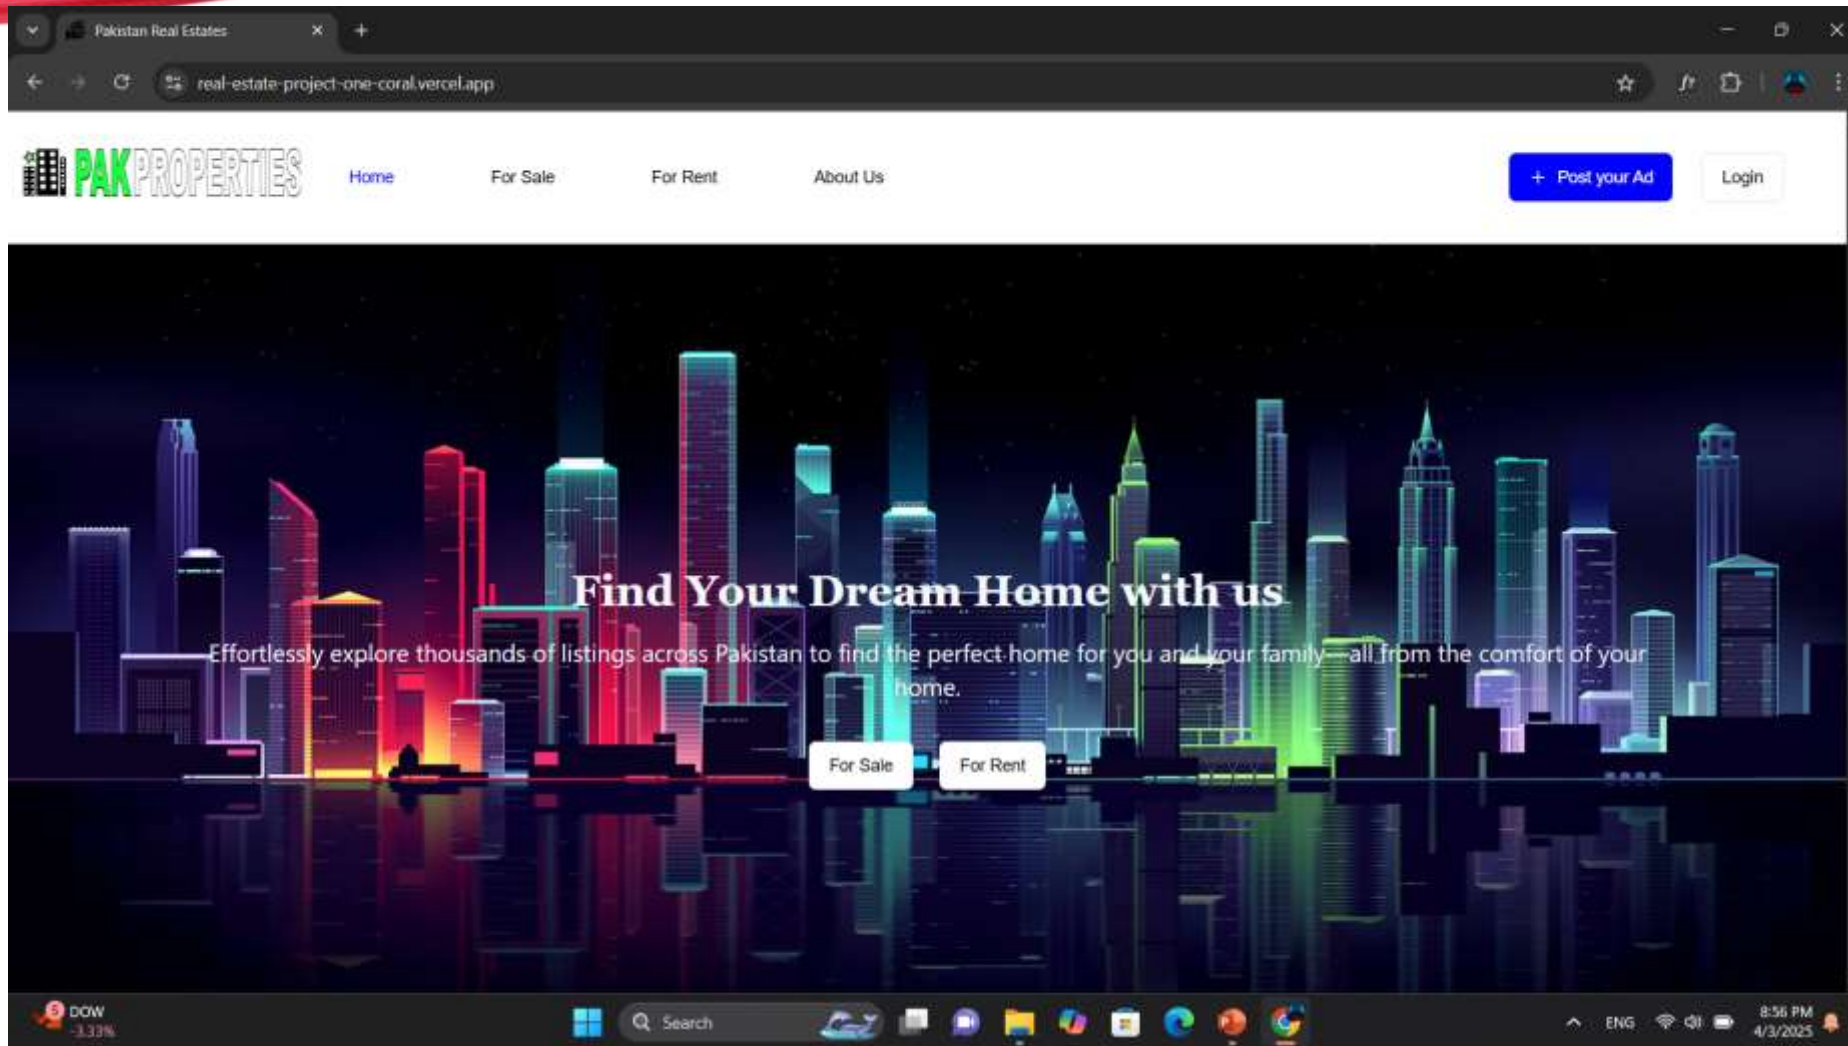 Pakistan Real Estates
real-estate-project-one-coral.vercel.app
PAKPROPERTIES
Home
For Sale
For Rent
About Us
+ Post your Ad
Login
Find Your Dream Home with us
Effortlessly explore thousands of listings across Pakistan to find the perfect home for you and your family—all from the comfort of your
home.
For Sale
For Rent
5
DOW
-3.33%
Search
ENG
8:56 PM
4/3/2025